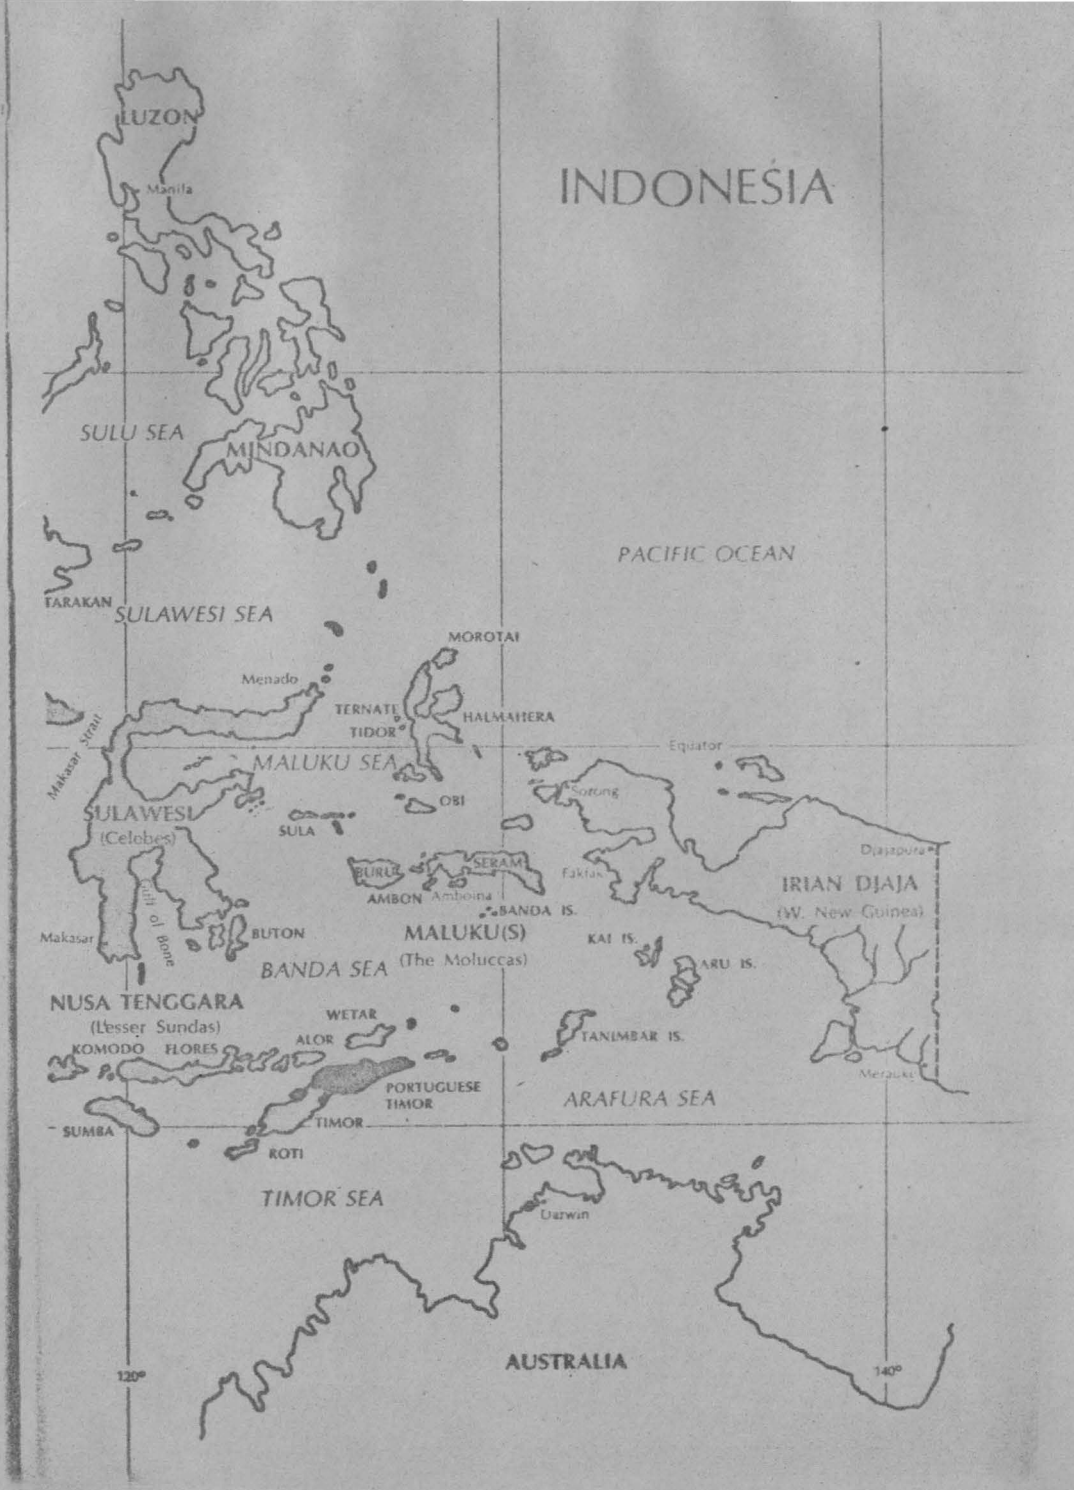 LUZON
Manila
INDONESIA
SULU SEA
MINDANAO
PACIFIC OCEAN
TARAKAN
SULAWESI SEA
MOROTAI
Menado
TERNATE
HALMAHERA
TIDOR
Makasar Strait
Equator
MALUKU SEA
Sorong
OBI
SULAWESI
(Celebes)
SULA
Djajapura
BURU
SERAM
Fakfak
IRIAN DJAJA
AMBON
Amboina
BANDA IS.
(W. New Guinea)
Gulf of Bone
Makasar
BUTON
MALUKU(S)
KAI IS.
(The Moluccas)
BANDA SEA
ARU IS.
NUSA TENGGARA
(Lesser Sundas)
WETAR
KOMODO
FLORES
ALOR
TANIMBAR IS.
Merauke
PORTUGUESE
TIMOR
ARAFURA SEA
SUMBA
TIMOR
ROTI
TIMOR SEA
Darwin
AUSTRALIA
120°
140°